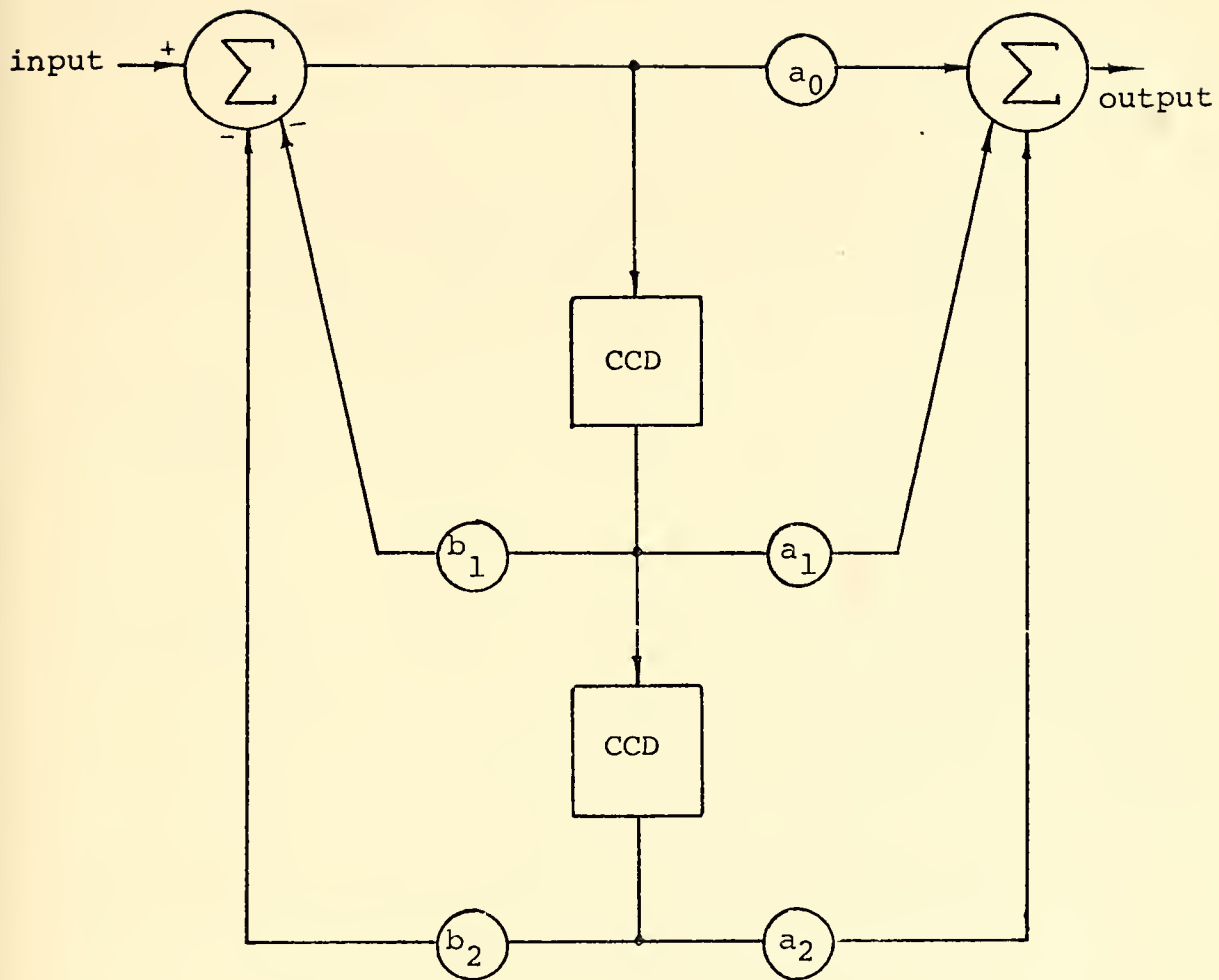 input
+
Σ
a0
Σ
output
-
-
CCD
b1
a1
CCD
b2
a2